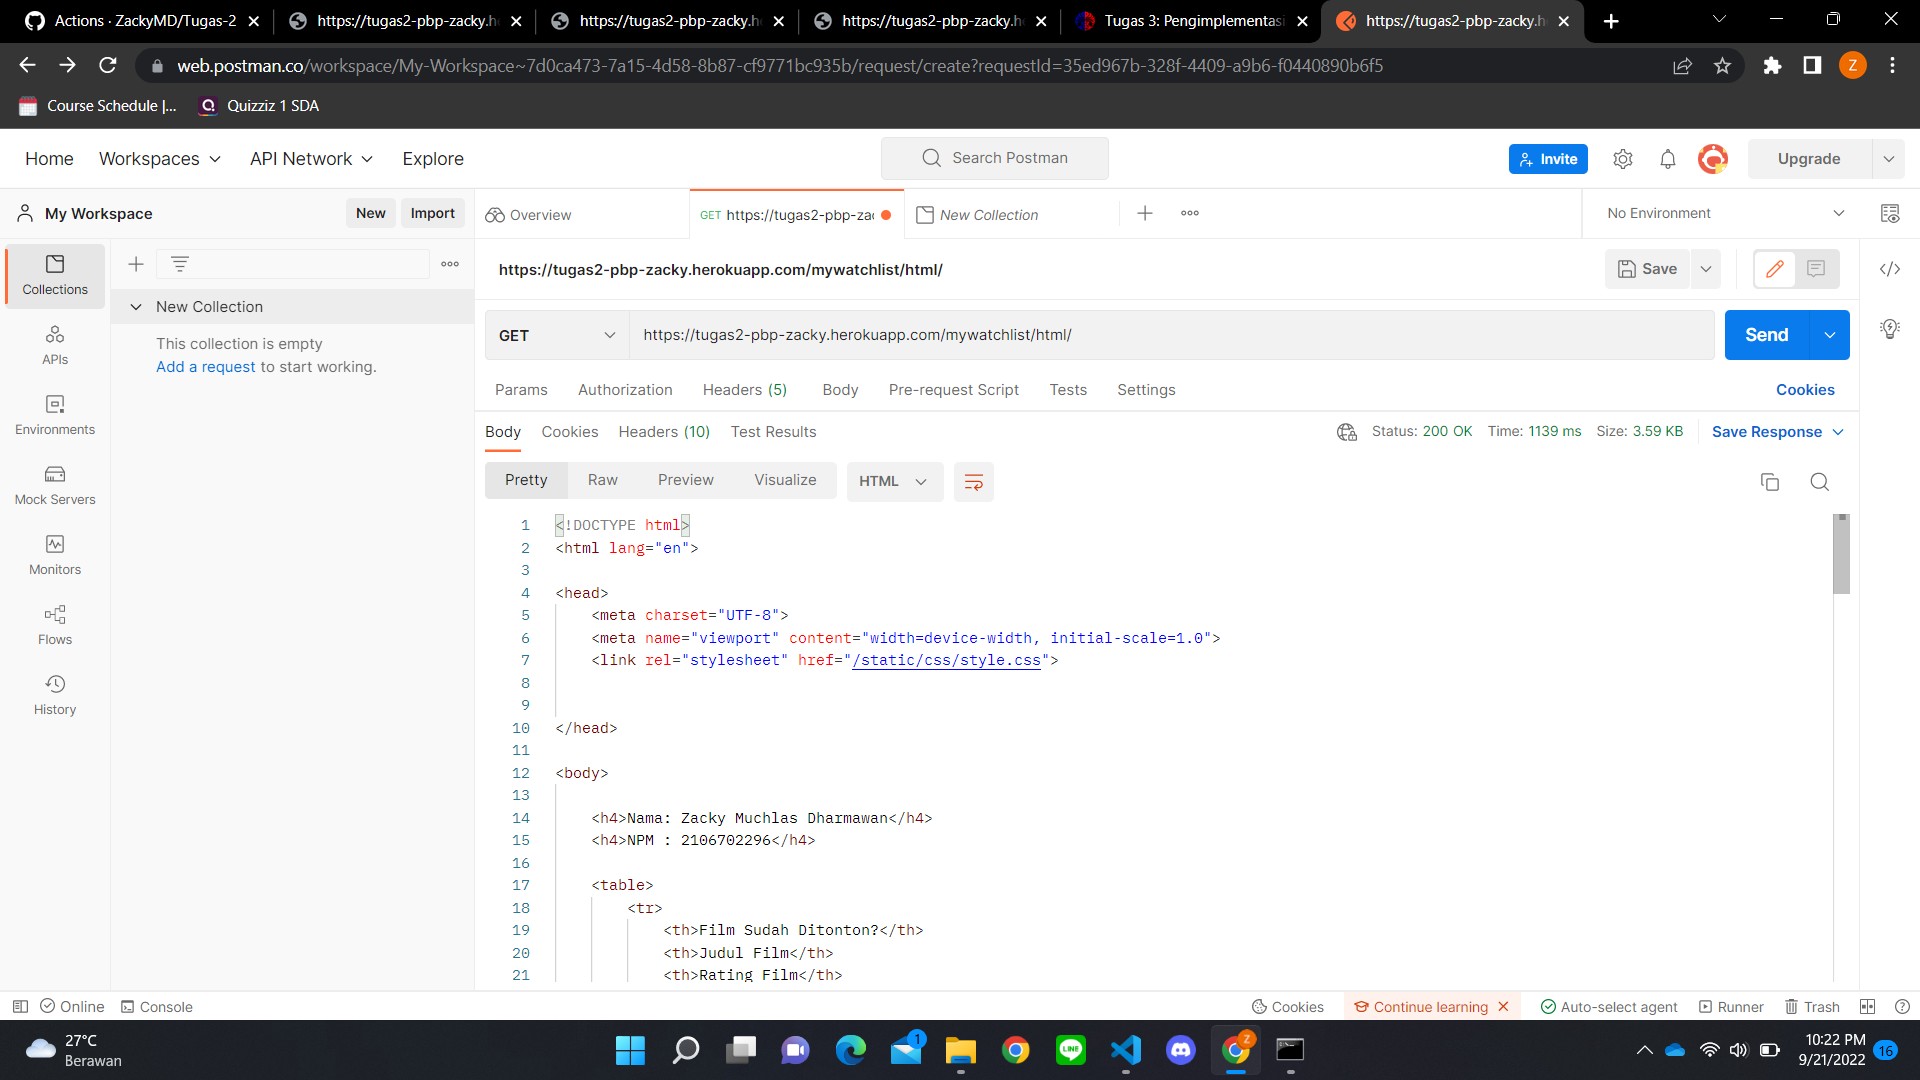 Actions · ZackyMD/Tugas-2
https://tugas2-pbp-zacky.h
https://tugas2-pbp-zacky.h
https://tugas2-pbp-zacky.h
Tugas 3: Pengimplementasi
https://tugas2-pbp-zacky.h
web.postman.co/workspace/My-Workspace~7d0ca473-7a15-4d58-8b87-cf9771bc935b/request/create?requestId=35ed967b-328f-4409-a9b6-f0440890b6f5
Z
Course Schedule |...
Quizziz 1 SDA
Home
Workspaces
API Network
Explore
Search Postman
Invite
Upgrade
My Workspace
New
Import
Overview
GET https://tugas2-pbp-za
New Collection
No Environment
Collections
APIs
Environments
Mock Servers
Monitors
Flows
History
New Collection
This collection is empty
Add a request to start working.
https://tugas2-pbp-zacky.herokuapp.com/mywatchlist/html/
Save
GET
https://tugas2-pbp-zacky.herokuapp.com/mywatchlist/html/
Send
Params
Authorization
Headers (5)
Body
Pre-request Script
Tests
Settings
Cookies
Body
Cookies
Headers (10)
Test Results
Status: 200 OK
Time: 1139 ms
Size: 3.59 KB
Save Response
Pretty
Raw
Preview
Visualize
HTML
1 <!DOCTYPE html>
2 <html lang="en">
3
4 <head>
5 <meta charset="UTF-8">
6 <meta name="viewport" content="width=device-width, initial-scale=1.0">
7 <link rel="stylesheet" href="/static/css/style.css">
8
9
10 </head>
11
12 <body>
13
14 <h4>Nama: Zacky Muchlas Dharmawan</h4>
15 <h4>NPM : 2106702296</h4>
16
17 <table>
18 <tr>
19 <th>Film Sudah Ditonton?</th>
20 <th>Judul Film</th>
21 <th>Rating Film</th>
Online
Console
Cookies
Continue learning
Auto-select agent
Runner
Trash
27°C
Berawan
1
LINE
Z
10:22 PM
9/21/2022
16